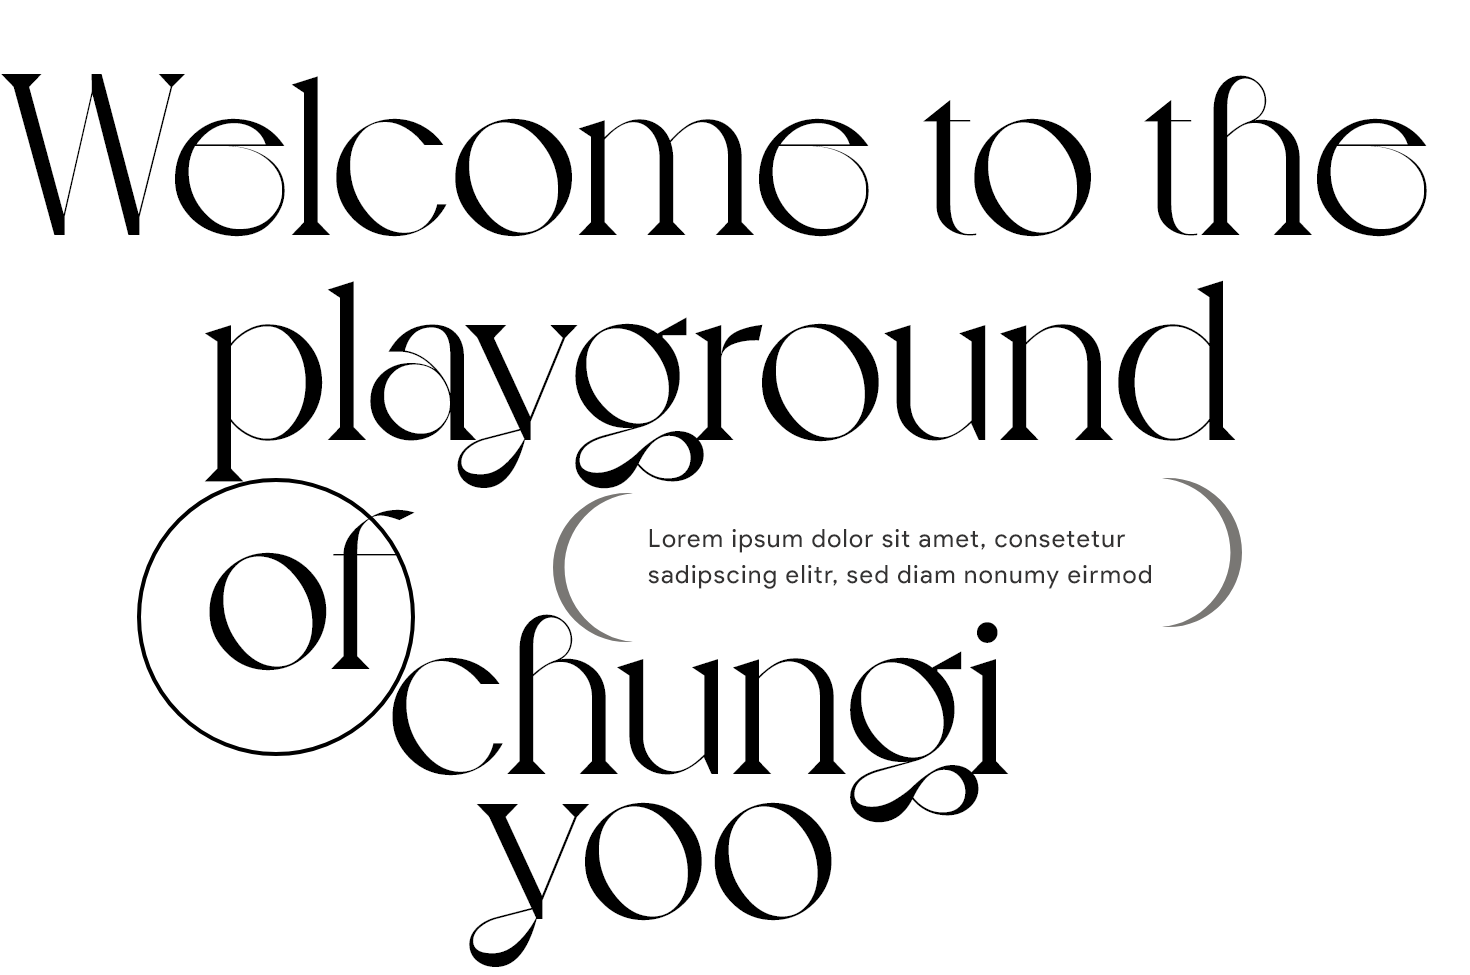 Welcome to the
playground
of
Lorem ipsum dolor sit amet, consetetur
sadipscing elitr, sed diam nonumy eirmod
chungi
yoo